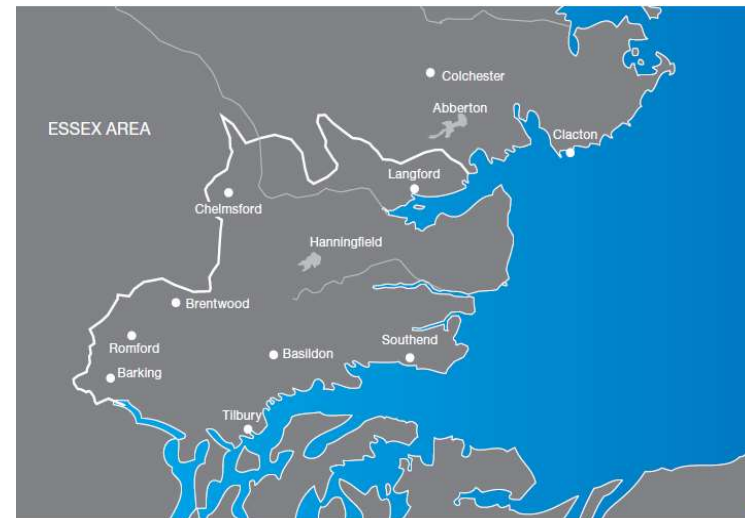 Colchester
Abberton
ESSEX AREA
Clacton
Langford
Chelmsford
Hanningfield
Brentwood
Romford
Southend
Basildon
Barking
Tilbury